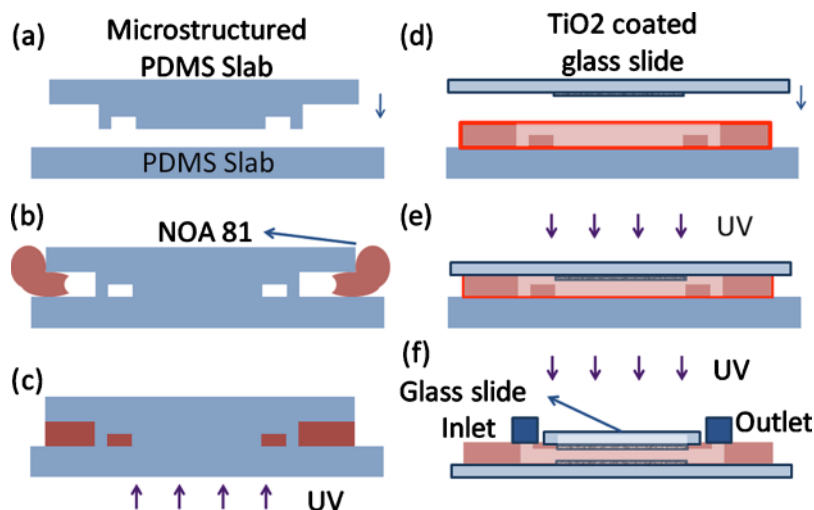 (a)
Microstructured
PDMS Slab
PDMS Slab
(b)
NOA 81
(c)
UV
(d)
TiO2 coated
glass slide
(e)
UV
(f)
UV
Glass slide
Inlet
Outlet